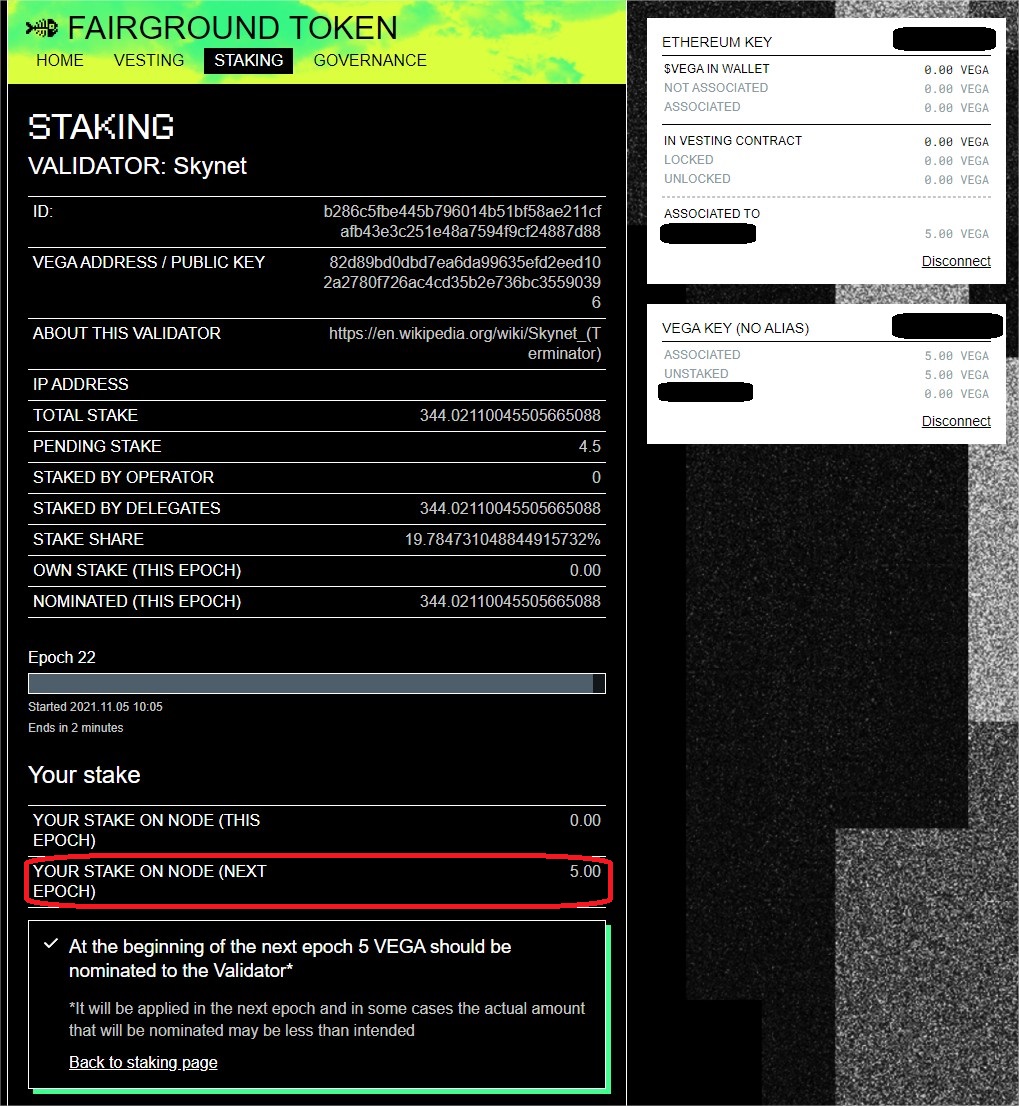 FAIRGROUND TOKEN
HOME VESTING STAKING GOVERNANCE
STAKING
VALIDATOR: Skynet
ID: b286c5fbe445b796014b51bf58ae211cf
afb43e3c251e48a7594f9cf24887d88
VEGA ADDRESS / PUBLIC KEY 82d89bd0dbd7ea6da99635efd2eed10
2a2780f726ac4cd35b2e736bc3559039
6
ABOUT THIS VALIDATOR https://en.wikipedia.org/wiki/Skynet_(T
erminator)
IP ADDRESS
TOTAL STAKE 344.02110045505665088
PENDING STAKE 4.5
STAKED BY OPERATOR 0
STAKED BY DELEGATES 344.02110045505665088
STAKE SHARE 19.784731048844915732%
OWN STAKE (THIS EPOCH) 0.00
NOMINATED (THIS EPOCH) 344.02110045505665088
Epoch 22
Started 2021.11.05 10:05
Ends in 2 minutes
Your stake
YOUR STAKE ON NODE (THIS
EPOCH) 0.00
YOUR STAKE ON NODE (NEXT
EPOCH) 5.00
At the beginning of the next epoch 5 VEGA should be
nominated to the Validator*
*It will be applied in the next epoch and in some cases the actual amount
that will be nominated may be less than intended
Back to staking page
ETHEREUM KEY
$VEGA IN WALLET 0.00 VEGA
NOT ASSOCIATED 0.00 VEGA
ASSOCIATED 0.00 VEGA
IN VESTING CONTRACT 0.00 VEGA
LOCKED 0.00 VEGA
UNLOCKED 0.00 VEGA
ASSOCIATED TO
5.00 VEGA
Disconnect
VEGA KEY (NO ALIAS)
ASSOCIATED 5.00 VEGA
UNSTAKED 5.00 VEGA
0.00 VEGA
Disconnect